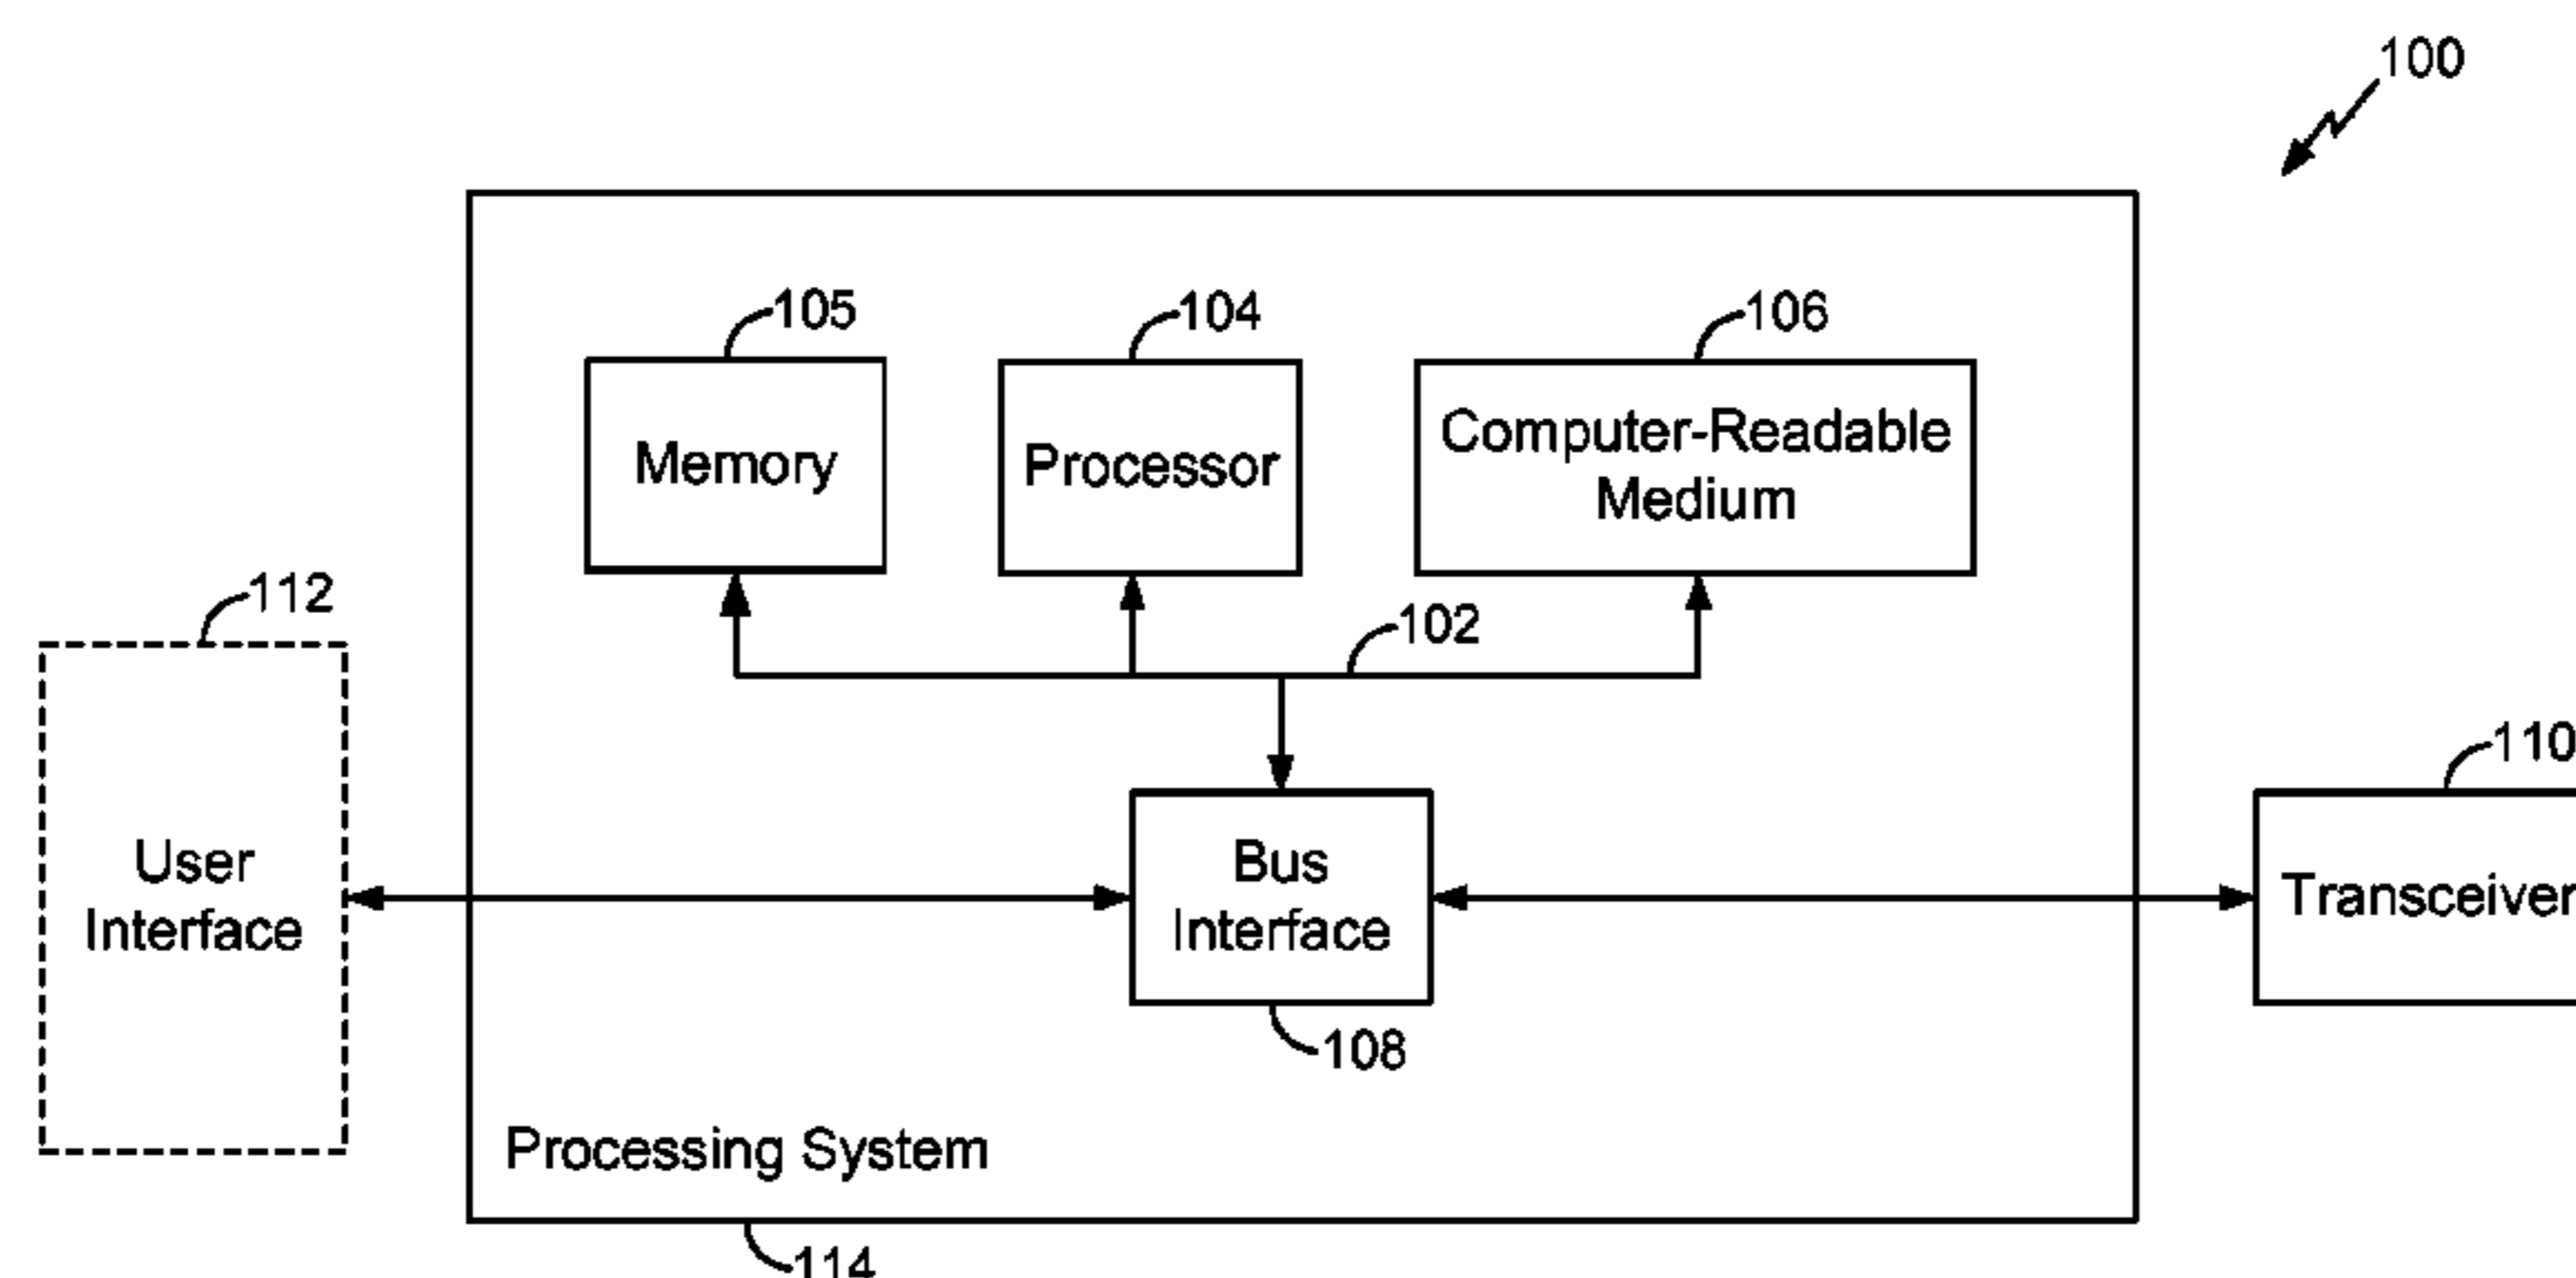 100
105
104
106
Memory
Processor
Computer-Readable
Medium
112
102
110
User
Interface
Bus
Interface
Transceiver
108
Processing System
114